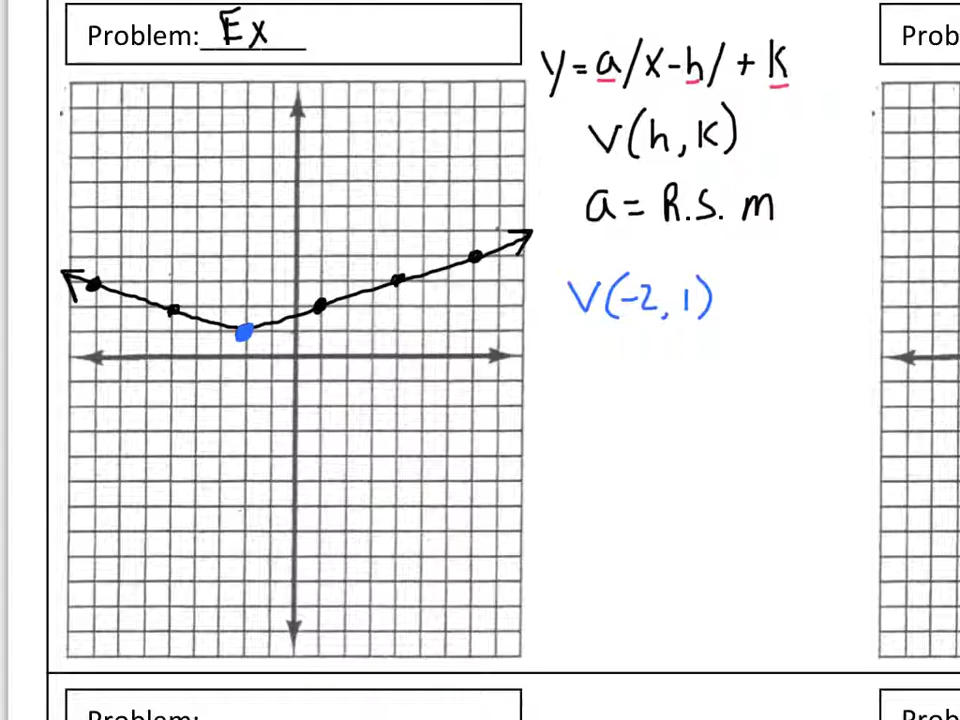 Problem: Ex
Prob
y=a/x-h/ + k
V(h, k)
a= R.S. m
V(-2, 1)
Problem:
Prob